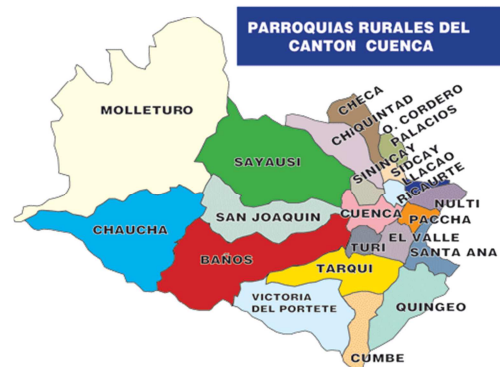 PARROQUIAS RURALES DEL
CANTON CUENCA
MOLLETURO
CHECA
CHIQUINTAD
O. CORDERO
PALACIOS
SAYAUSI
SININCAY
SIDCAY
LLACAO
RICAURTE
NULTI
SAN JOAQUIN
CUENCA
PACCHA
CHAUCHA
TURI
EL VALLE
SANTA ANA
BAÑOS
TARQUI
VICTORIA
DEL PORTETE
QUINGEO
CUMBE